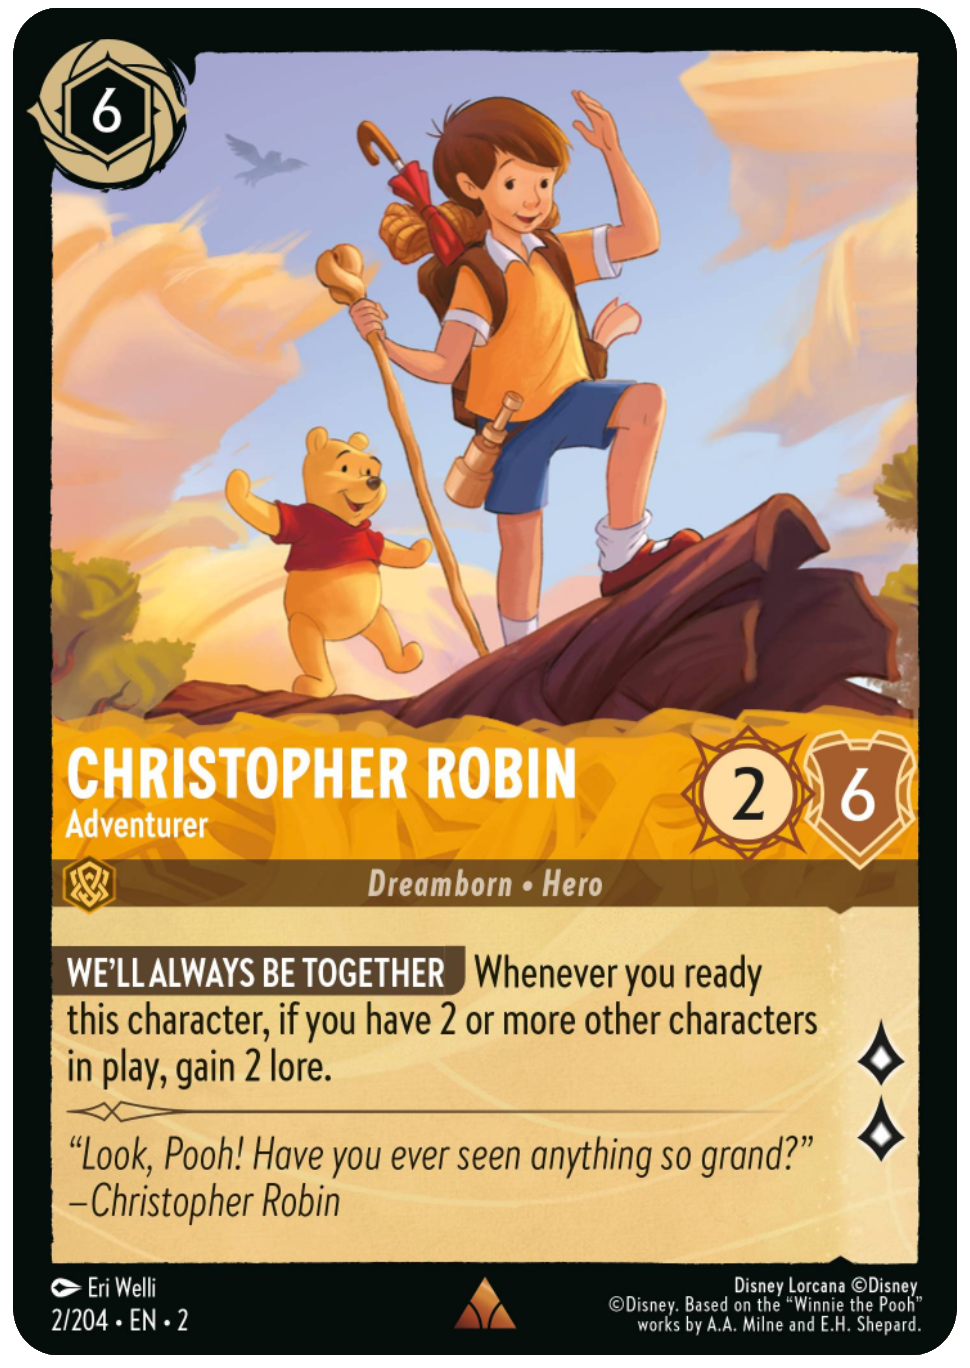 6
CHRISTOPHER ROBIN
Adventurer
2
6
Dreamborn • Hero
WE'LL ALWAYS BE TOGETHER Whenever you ready
this character, if you have 2 or more other characters
in play, gain 2 lore.
“Look, Pooh! Have you ever seen anything so grand?”
–Christopher Robin
Eri Welli
2/204 • EN • 2
Disney Lorcana ©Disney
©Disney. Based on the “Winnie the Pooh”
works by A.A. Milne and E.H. Shepard.